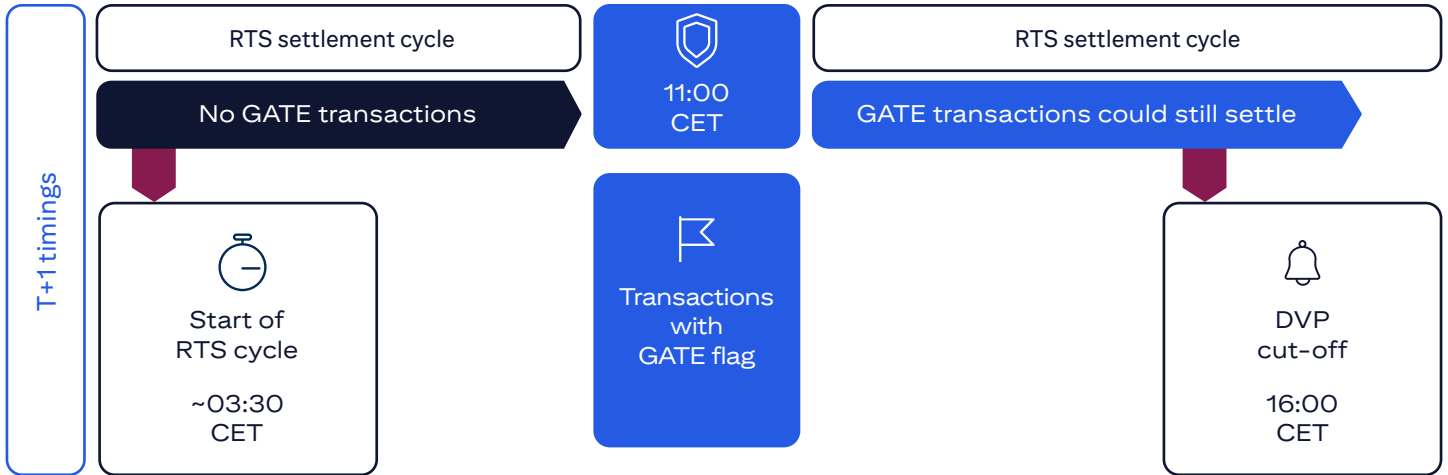 T+1 timings
RTS settlement cycle
No GATE transactions
Start of
RTS cycle
~03:30
CET
11:00
CET
Transactions
with
GATE flag
RTS settlement cycle
GATE transactions could still settle
DVP
cut-off
16:00
CET